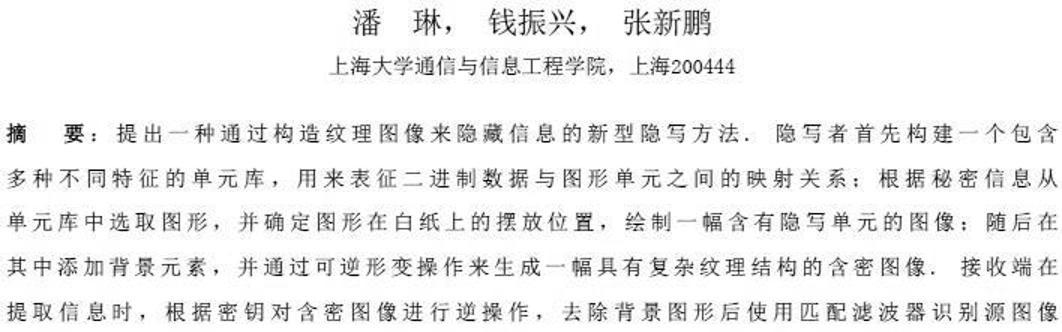 潘 琳， 钱振兴， 张新鹏
上海大学通信与信息工程学院，上海200444
摘 要：提出一种通过构造纹理图像来隐藏信息的新型隐写方法． 隐写者首先构建一个包含
多种不同特征的单元库，用来表征二进制数据与图形单元之间的映射关系；根据秘密信息从
单元库中选取图形，并确定图形在白纸上的摆放位置，绘制一幅含有隐写单元的图像；随后在
其中添加背景元素，并通过可逆形变操作来生成一幅具有复杂纹理结构的含密图像． 接收端在
提取信息时，根据密钥对含密图像进行逆操作，去除背景图形后使用匹配滤波器识别源图像